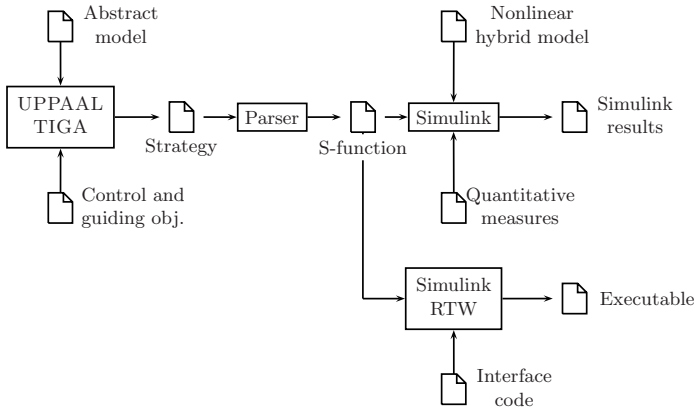 Abstract
model
Nonlinear
hybrid model
UPPAAL
TIGA
Strategy
Parser
S-function
Simulink
Simulink
results
Control and
guiding obj.
Quantitative
measures
Simulink
RTW
Executable
Interface
code